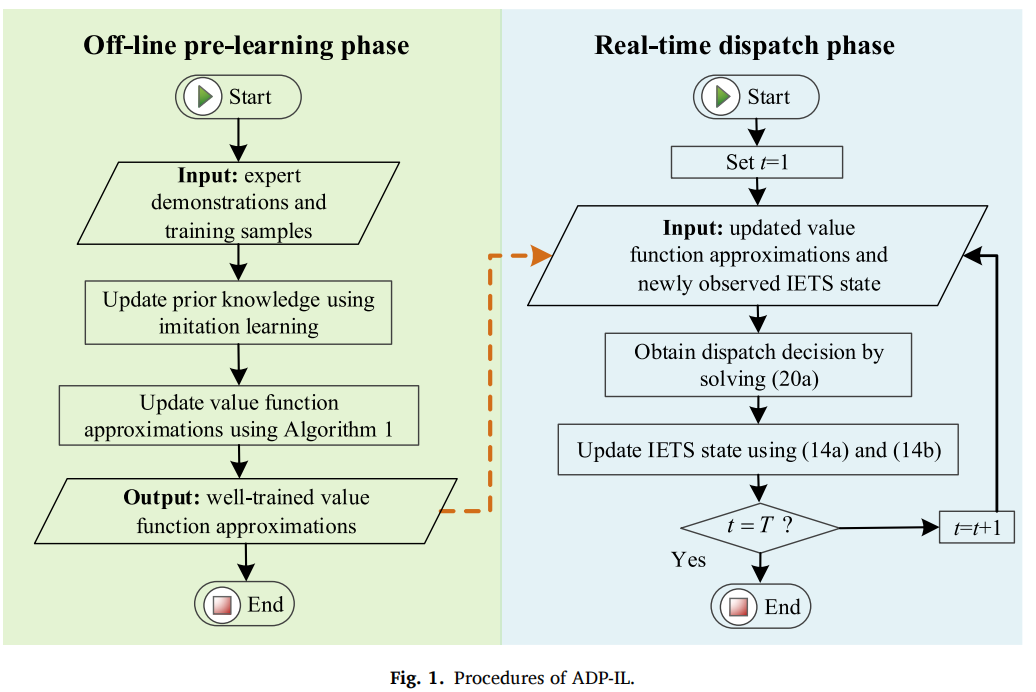 Off-line pre-learning phase
Start
Input: expert
demonstrations and
training samples
Update prior knowledge using
imitation learning
Update value function
approximations using Algorithm 1
Output: well-trained value
function approximations
End
Real-time dispatch phase
Start
Set t=1
Input: updated value
function approximations and
newly observed IETS state
Obtain dispatch decision by
solving (20a)
Update IETS state using (14a) and (14b)
t = T ?
t=t+1
Yes
End
Fig. 1. Procedures of ADP-IL.